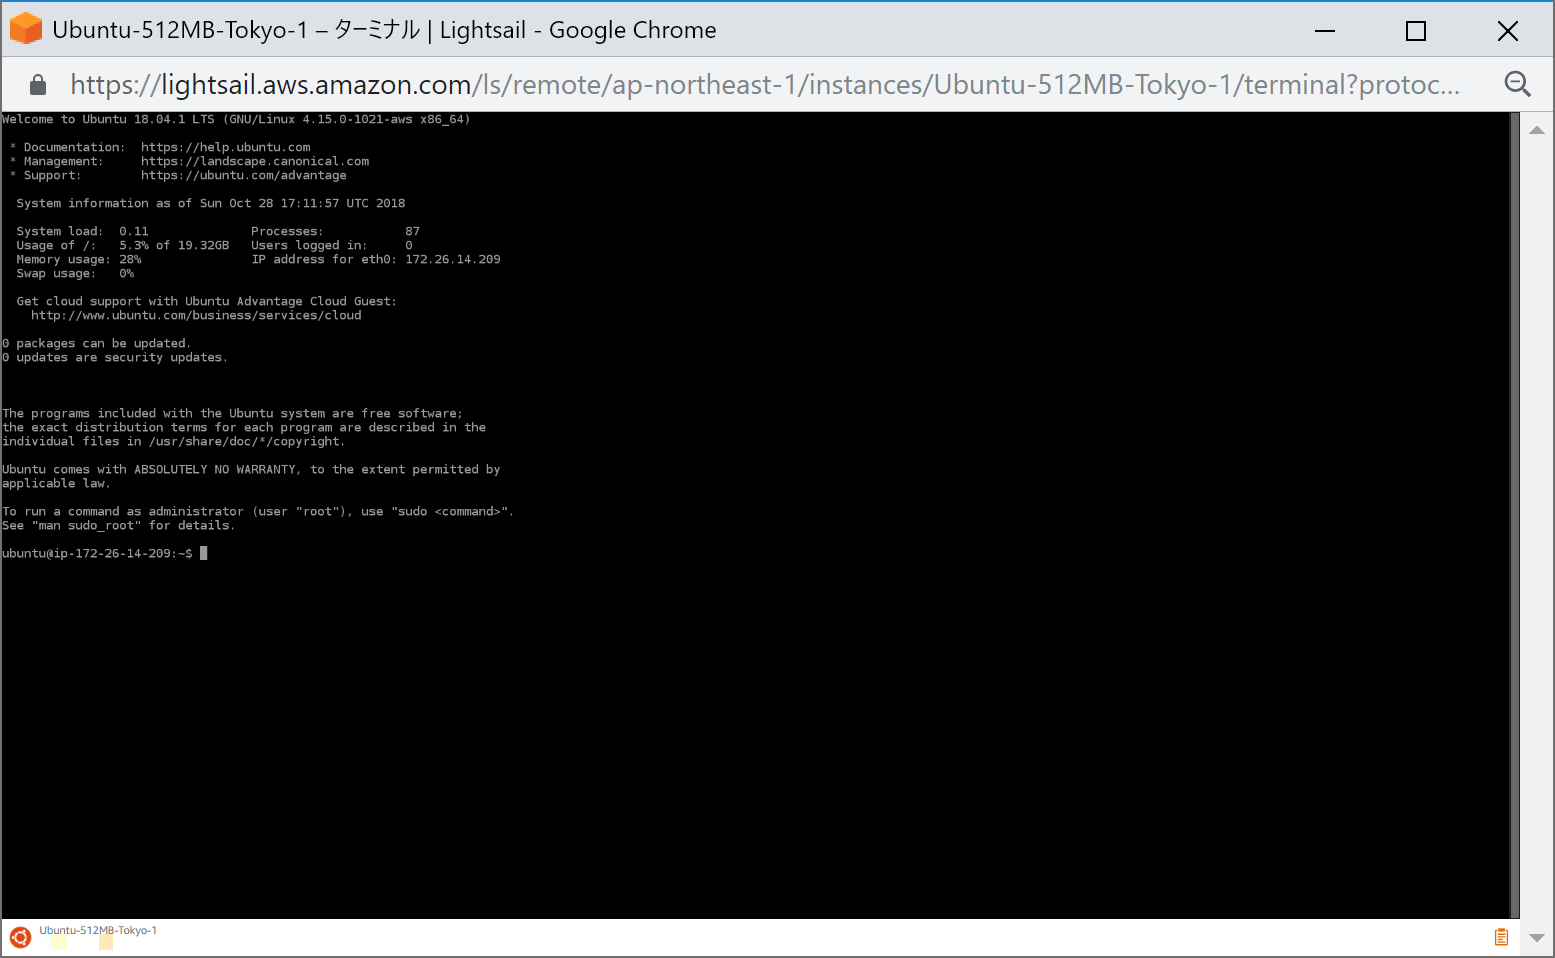 Ubuntu-512MB-Tokyo-1 – ターミナル | Lightsail - Google Chrome
https://lightsail.aws.amazon.com/ls/remote/ap-northeast-1/instances/Ubuntu-512MB-Tokyo-1/terminal?protoc...
Welcome to Ubuntu 18.04.1 LTS (GNU/Linux 4.15.0-1021-aws x86_64)
* Documentation:  https://help.ubuntu.com
* Management:     https://landscape.canonical.com
* Support:        https://ubuntu.com/advantage
System information as of Sun Oct 28 17:11:57 UTC 2018
System load:  0.11              Processes:           87
Usage of /:   5.3% of 19.32GB   Users logged in:     0
Memory usage: 28%               IP address for eth0: 172.26.14.209
Swap usage:   0%
Get cloud support with Ubuntu Advantage Cloud Guest:
http://www.ubuntu.com/business/services/cloud
0 packages can be updated.
0 updates are security updates.
The programs included with the Ubuntu system are free software;
the exact distribution terms for each program are described in the
individual files in /usr/share/doc/*/copyright.
Ubuntu comes with ABSOLUTELY NO WARRANTY, to the extent permitted by
applicable law.
To run a command as administrator (user "root"), use "sudo <command>".
See "man sudo_root" for details.
ubuntu@ip-172-26-14-209:~$
Ubuntu-512MB-Tokyo-1